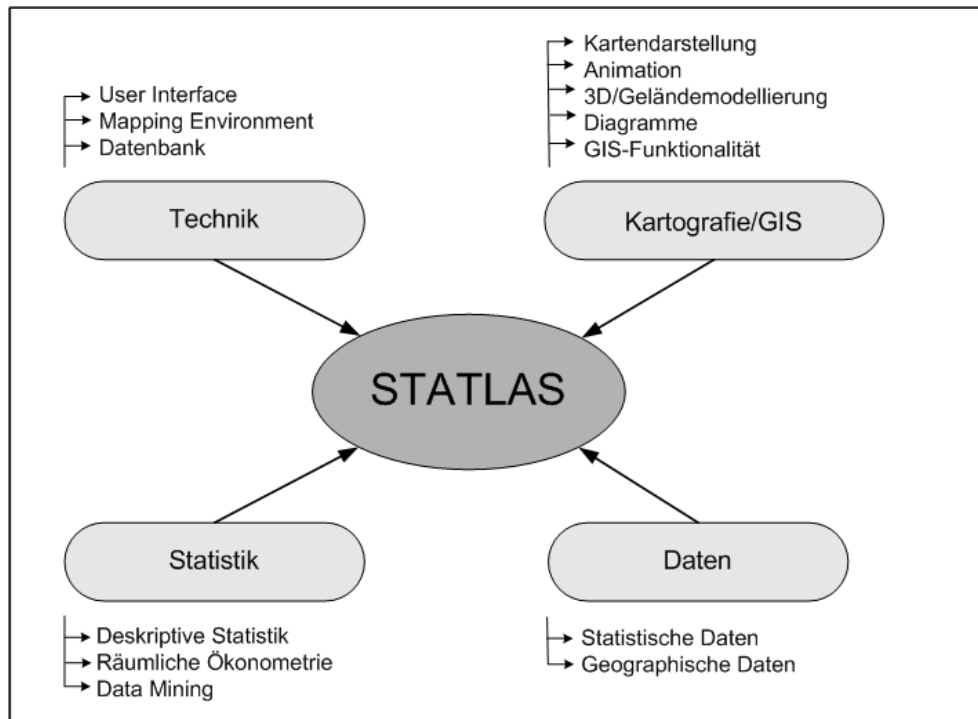 User Interface
Mapping Environment
Datenbank
Technik
Kartendarstellung
Animation
3D/Geländemodellierung
Diagramme
GIS-Funktionalität
Kartografie/GIS
STATLAS
Statistik
Deskriptive Statistik
Räumliche Ökonometrie
Data Mining
Daten
Statistische Daten
Geographische Daten